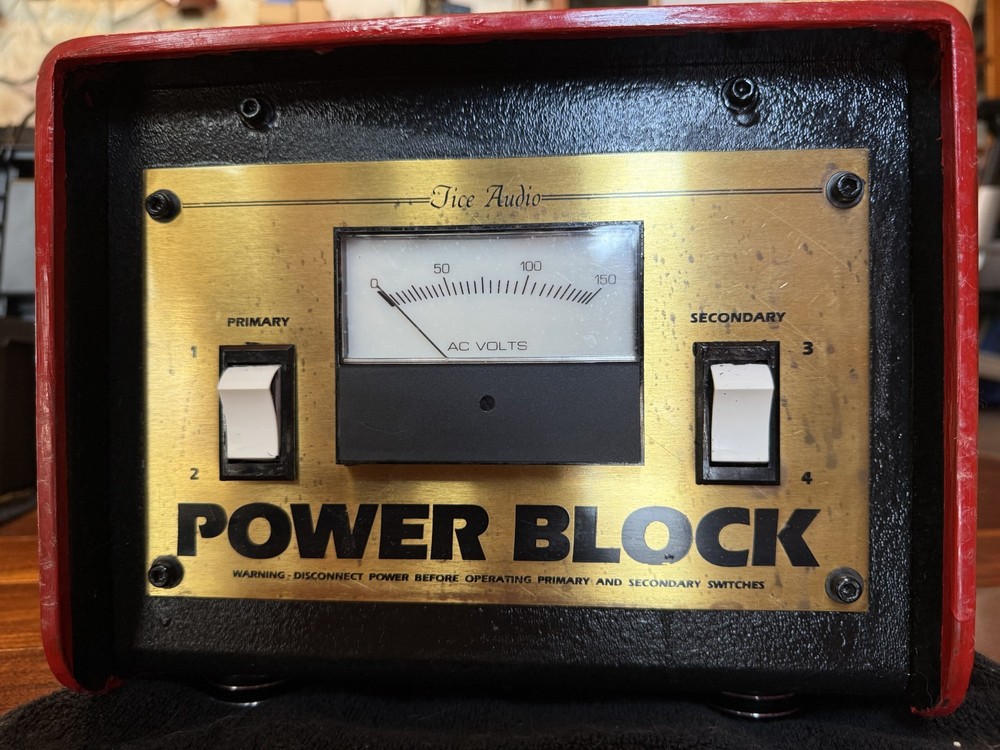 Tice Audio
0 50 100 150
AC VOLTS
PRIMARY
1
2
SECONDARY
3
4
POWER BLOCK
WARNING - DISCONNECT POWER BEFORE OPERATING PRIMARY AND SECONDARY SWITCHES